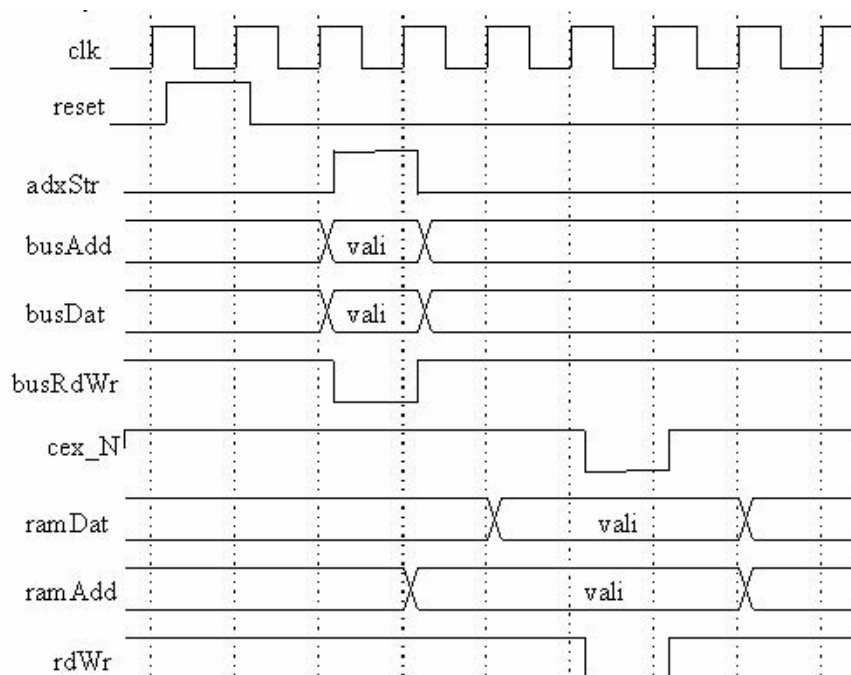 clk
reset
adxStr
busAdd vali
busDat vali
busRdWr
cex_N
ramDat vali
ramAdd vali
rdWr